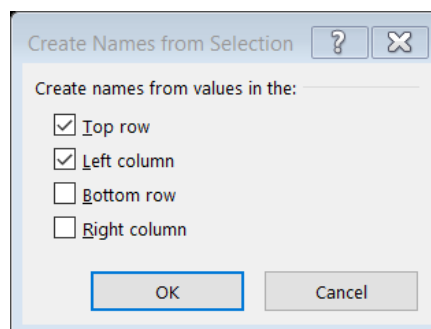 Create Names from Selection ?
Create names from values in the:
Top row
Left column
Bottom row
Right column
OK Cancel